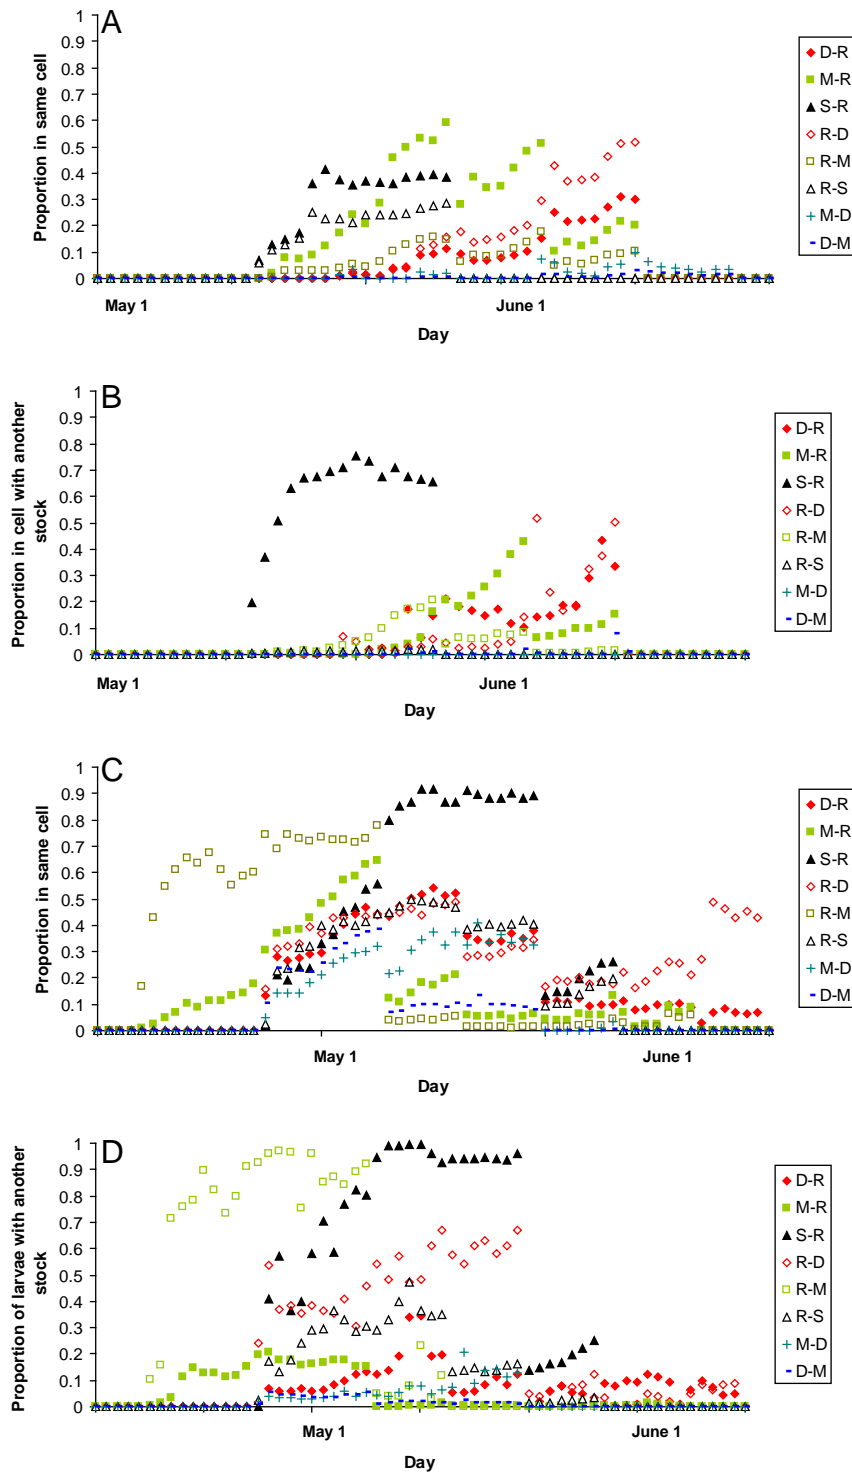 A
1
0.9
0.8
0.7
0.6
0.5
0.4
0.3
0.2
0.1
0
Proportion in same cell
May 1
June 1
Day
D-R
M-R
S-R
R-D
R-M
R-S
M-D
D-M
B
1
0.9
0.8
0.7
0.6
0.5
0.4
0.3
0.2
0.1
0
Proportion in cell with another
stock
May 1
June 1
Day
D-R
M-R
S-R
R-D
R-M
R-S
M-D
D-M
C
1
0.9
0.8
0.7
0.6
0.5
0.4
0.3
0.2
0.1
0
Proportion in same cell
May 1
June 1
Day
D-R
M-R
S-R
R-D
R-M
R-S
M-D
D-M
D
1
0.9
0.8
0.7
0.6
0.5
0.4
0.3
0.2
0.1
0
Proportion of larvae with another
stock
May 1
June 1
Day
D-R
M-R
S-R
R-D
R-M
R-S
M-D
D-M